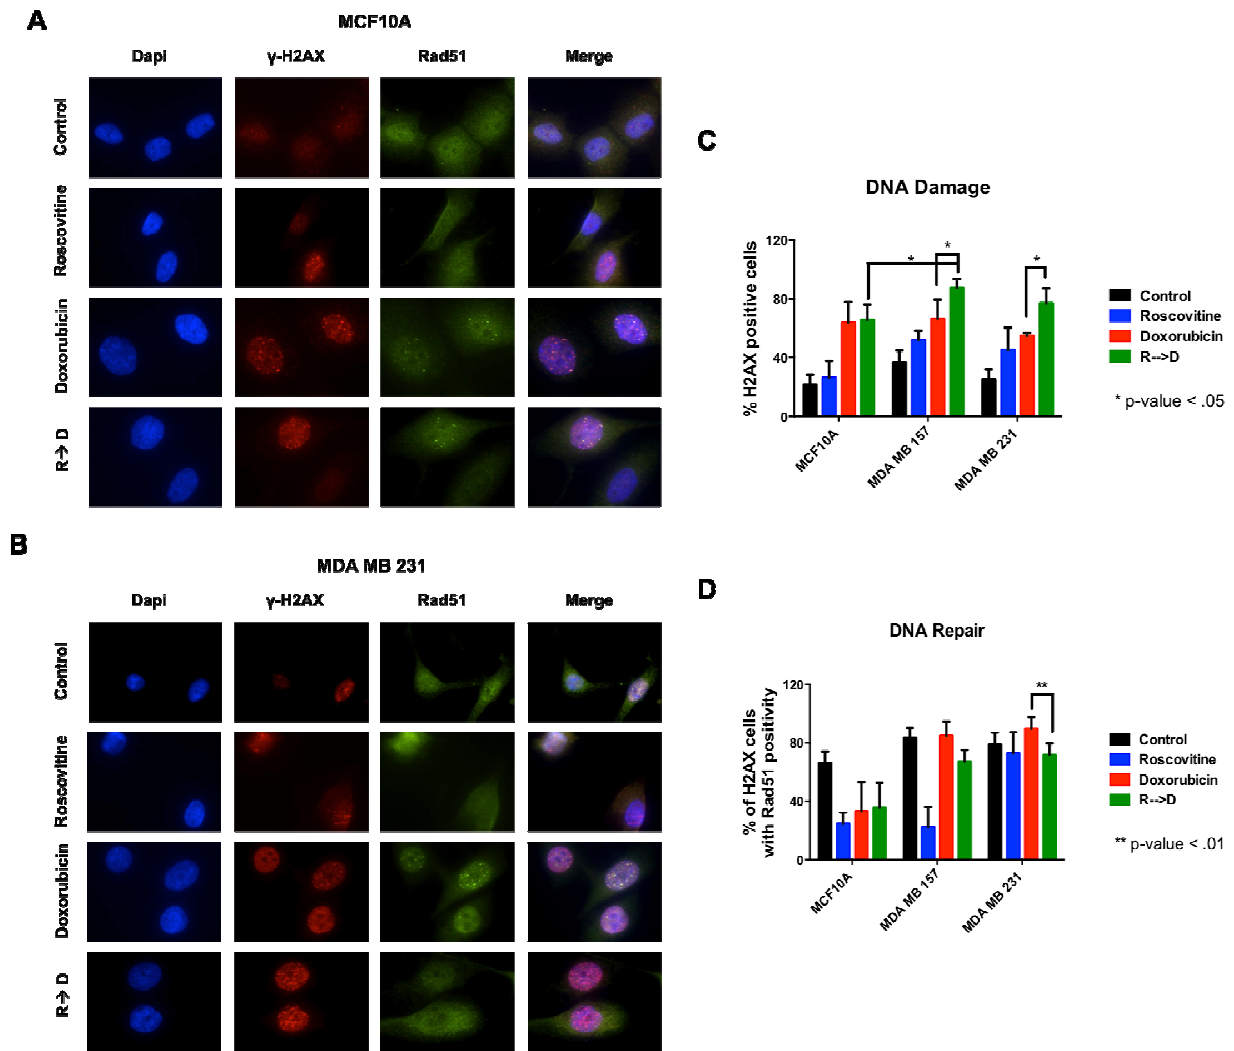 A
MCF10A
Dapi γ-H2AX Rad51 Merge
Control
Roscovitine
Doxorubicin
R→ D
B
MDA MB 231
Dapi γ-H2AX Rad51 Merge
Control
Roscovitine
Doxorubicin
R→ D
C
DNA Damage
% H2AX positive cells
120
80
40
0
* * *
MCF10A
MDA MB 157
MDA MB 231
Control
Roscovitine
Doxorubicin
R-->D
* p-value < .05
D
DNA Repair
% of H2AX cells
with Rad51 positivity
120
80
40
0
**
MCF10A
MDA MB 157
MDA MB 231
Control
Roscovitine
Doxorubicin
R-->D
** p-value < .01